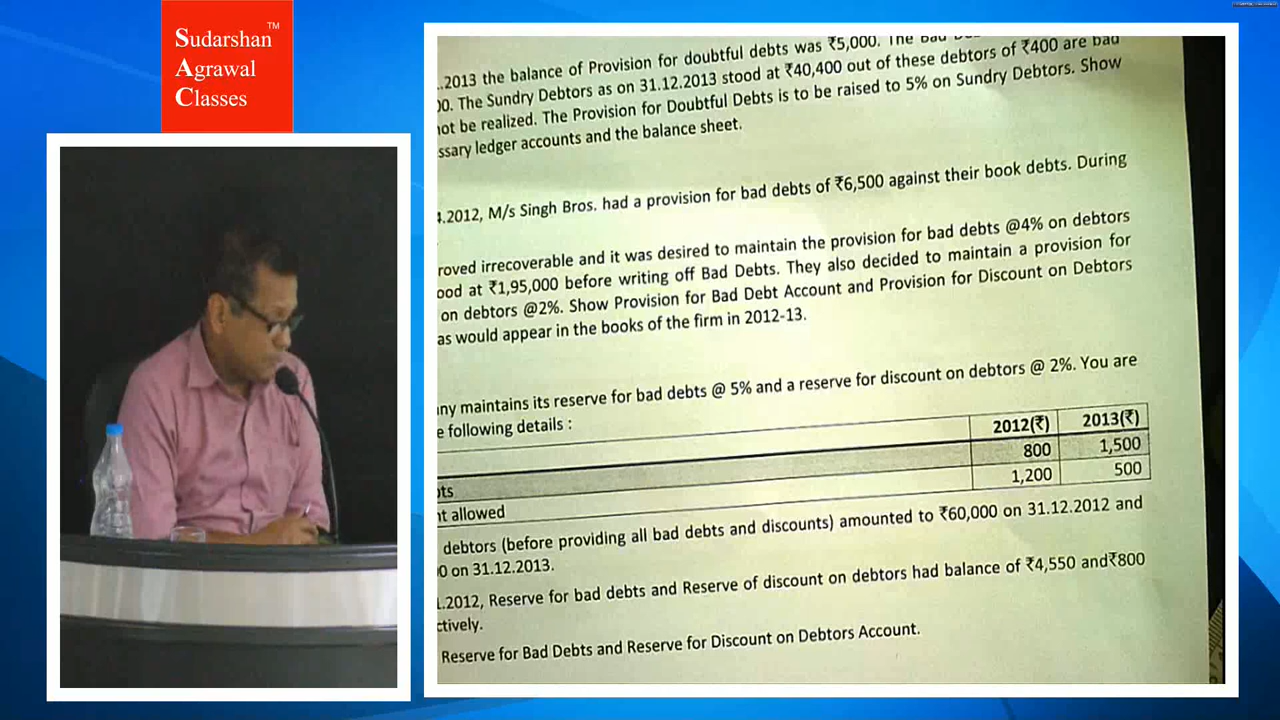 Sudarshan™
Agrawal
Classes
.2013 the balance of Provision for doubtful debts was ₹5,000. The Bad
00. The Sundry Debtors as on 31.12.2013 stood at ₹40,400 out of these debtors of ₹400 are bad
not be realized. The Provision for Doubtful Debts is to be raised to 5% on Sundry Debtors. Show
ssary ledger accounts and the balance sheet.
4.2012, M/s Singh Bros. had a provision for bad debts of ₹6,500 against their book debts. During
roved irrecoverable and it was desired to maintain the provision for bad debts @4% on debtors
ood at ₹1,95,000 before writing off Bad Debts. They also decided to maintain a provision for
on debtors @2%. Show Provision for Bad Debt Account and Provision for Discount on Debtors
as would appear in the books of the firm in 2012-13.
ny maintains its reserve for bad debts @ 5% and a reserve for discount on debtors @ 2%. You are
e following details :
2012(₹) 2013(₹)
ots 800 1,500
nt allowed 1,200 500
debtors (before providing all bad debts and discounts) amounted to ₹60,000 on 31.12.2012 and
0 on 31.12.2013.
1.2012, Reserve for bad debts and Reserve of discount on debtors had balance of ₹4,550 and₹800
ctively.
Reserve for Bad Debts and Reserve for Discount on Debtors Account.